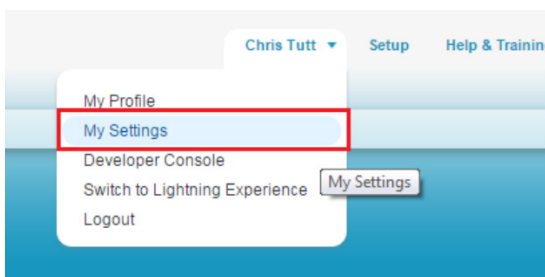 Chris Tutt Setup Help & Trainin
My Profile
My Settings
Developer Console
Switch to Lightning Experience
My Settings
Logout